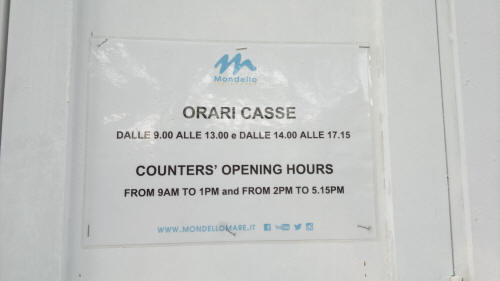 Mondello
ORARI CASSE
DALLE 9.00 ALLE 13.00 e DALLE 14.00 ALLE 17.15
COUNTERS' OPENING HOURS
FROM 9AM TO 1PM and FROM 2PM TO 5.15PM
WWW.MONDELLOMARE.IT